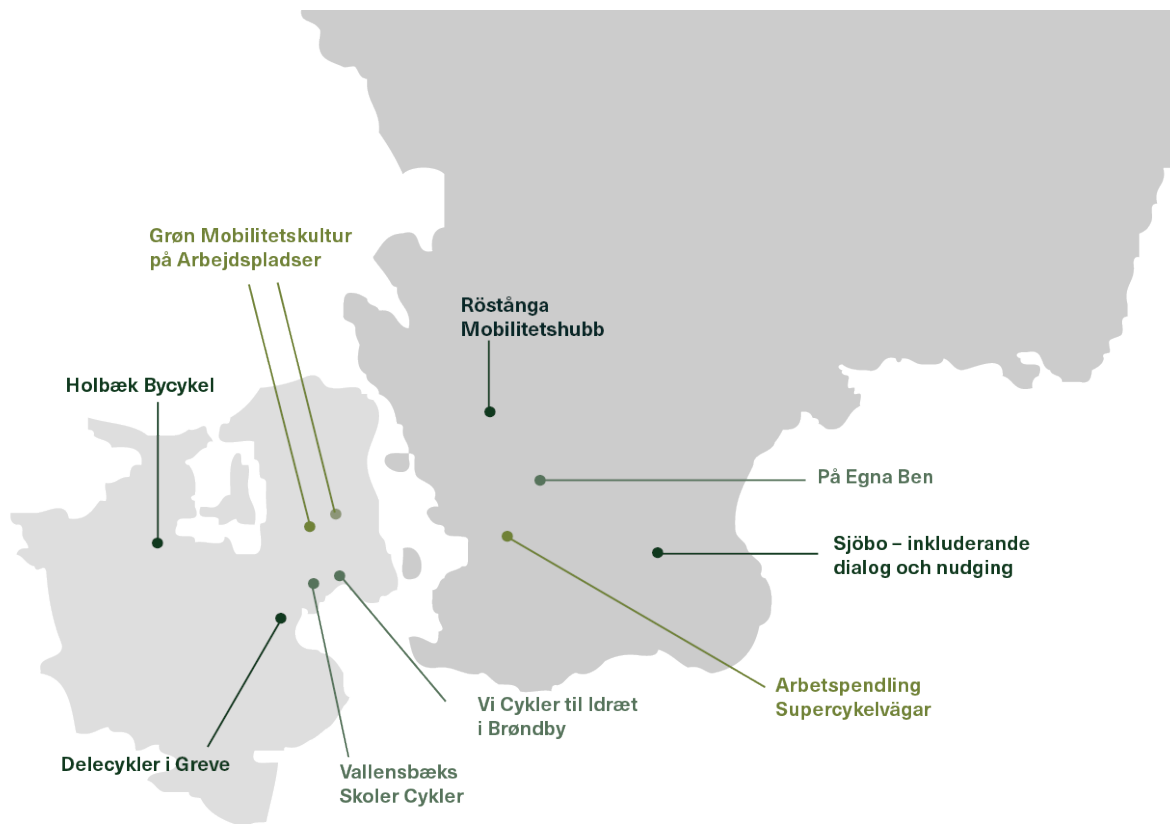 Grøn Mobilitetskultur
på Arbejdspladser
Röstånga
Mobilitetshubb
Holbæk Bycykel
På Egna Ben
Sjöbo – inkluderande
dialog och nudging
Arbetspendling
Supercykelvägar
Vi Cykler til Idræt
i Brøndby
Delecykler i Greve
Vallensbæks
Skoler Cykler